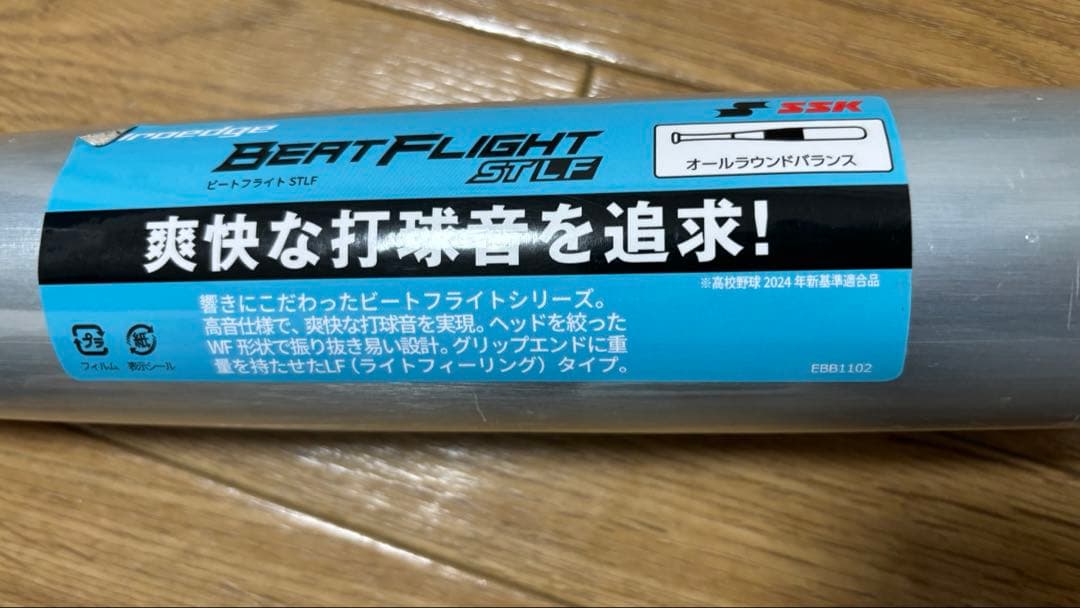 proedge
SSK
BEAT FLIGHT
STLF
ビートフライト STLF
オールラウンドバランス
爽快な打球音を追求!
※高校野球 2024 年新基準適合品
響きにこだわったビートフライトシリーズ。
高音仕様で、爽快な打球音を実現。ヘッドを絞った
WF 形状で振り抜き易い設計。グリップエンドに重
量を持たせたLF(ライトフィーリング)タイプ。
プラ
紙
フィルム 表示シール
EBB1102